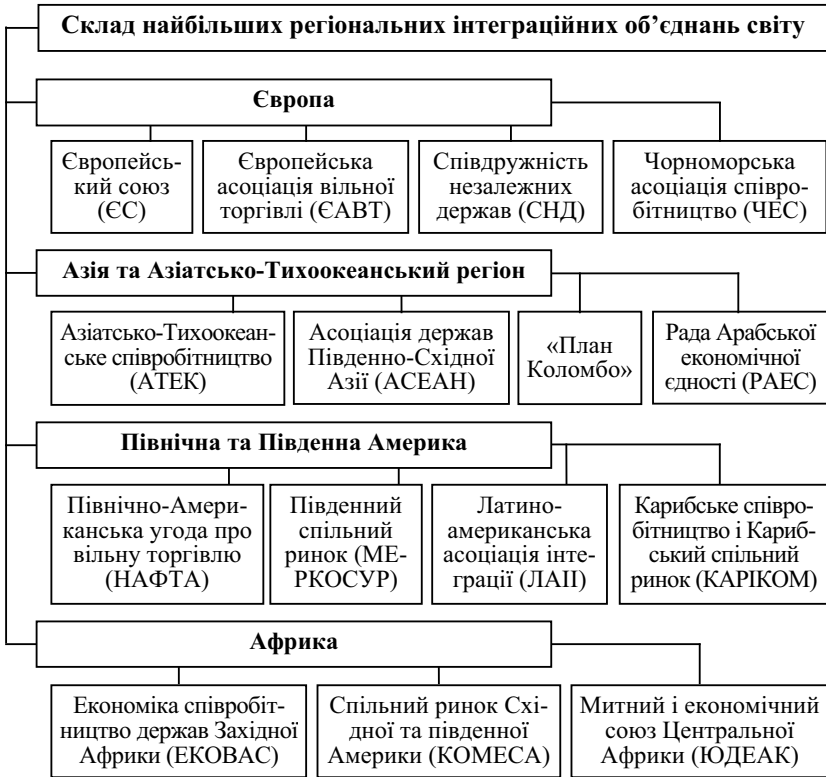 Склад найбільших регіональних інтеграційних об’єднань світу
Європа
Європейсь-
кий союз
(ЄС)
Європейська
асоціація вільної
торгівлі (ЄАВТ)
Співдружність
незалежних
держав (СНД)
Чорноморська
асоціація співро-
бітництво (ЧЕС)
Азія та Азіатсько-Тихоокеанський регіон
Азіатсько-Тихоокеан-
ське співробітництво
(АТЕК)
Асоціація держав
Південно-Східної
Азії (АСЕАН)
«План
Коломбо»
Рада Арабської
економічної
єдності (РАЕС)
Північна та Південна Америка
Північно-Амери-
канська угода про
вільну торгівлю
(НАФТА)
Південний
спільний
ринок (МЕ-
РКОСУР)
Латино-
американська
асоціація інте-
грації (ЛАІІ)
Карибське співро-
бітництво і Кариб-
ський спільний
ринок (КАРІКОМ)
Африка
Економіка співробіт-
ництво держав Західної
Африки (ЕКОВАС)
Спільний ринок Схі-
дної та південної
Америки (КОМЕСА)
Митний і економічний
союз Центральної
Африки (ЮДЕАК)